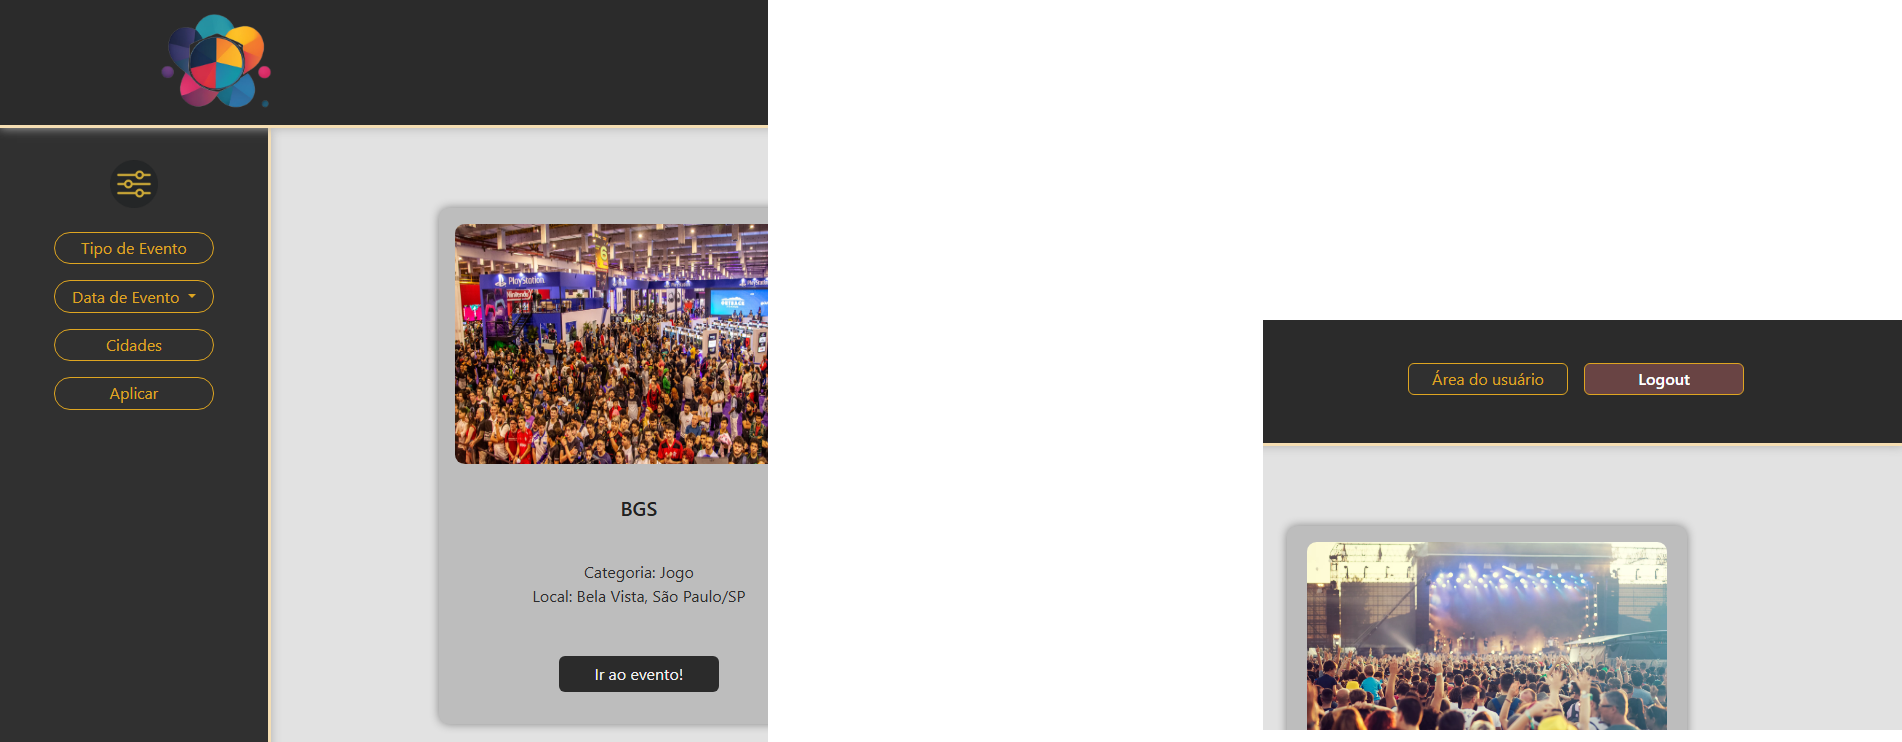 Tipo de Evento
Data de Evento
Cidades
Aplicar
PlayStation
Nintendo
6
BGS
Categoria: Jogo
Local: Bela Vista, São Paulo/SP
Ir ao evento!
Área do usuário
Logout